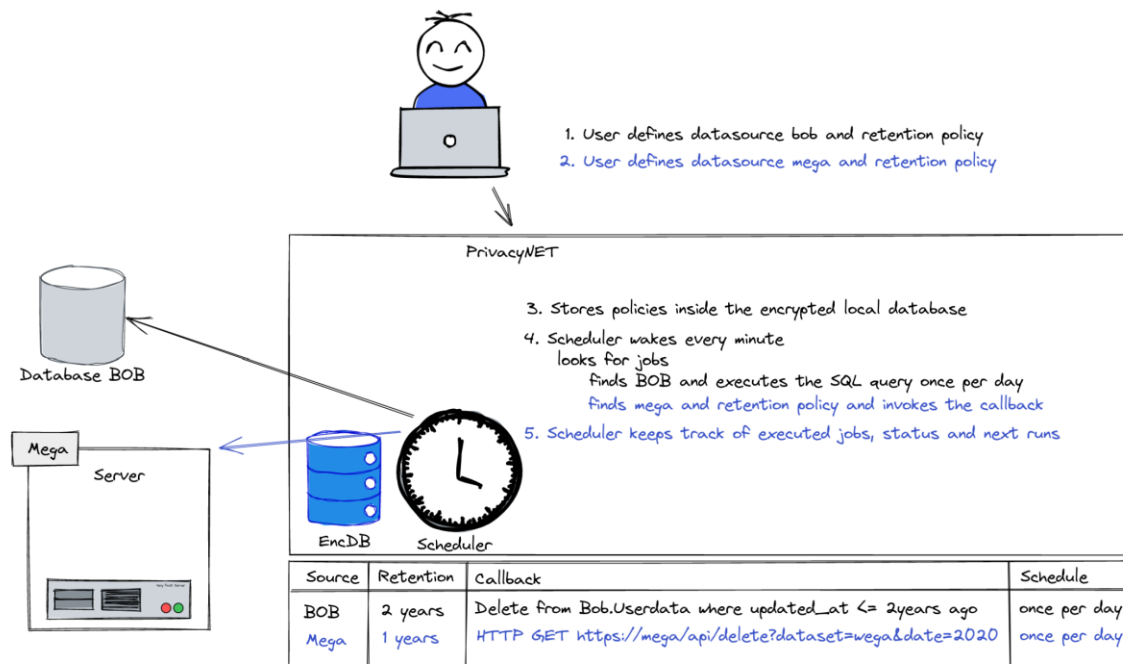 1. User defines datasource bob and retention policy
2. User defines datasource mega and retention policy
PrivacyNET
3. Stores policies inside the encrypted local database
4. Scheduler wakes every minute
looks for jobs
finds BOB and executes the SQL query once per day
finds mega and retention policy and invokes the callback
5. Scheduler keeps track of executed jobs, status and next runs
Database BOB
Mega
Server
Very Fast Server
EncDB
Scheduler
Source Retention Callback Schedule
BOB 2 years Delete from Bob.Userdata where updated_at <= 2years ago once per day
Mega 1 years HTTP GET https://mega/api/delete?dataset=wega&date=2020 once per day